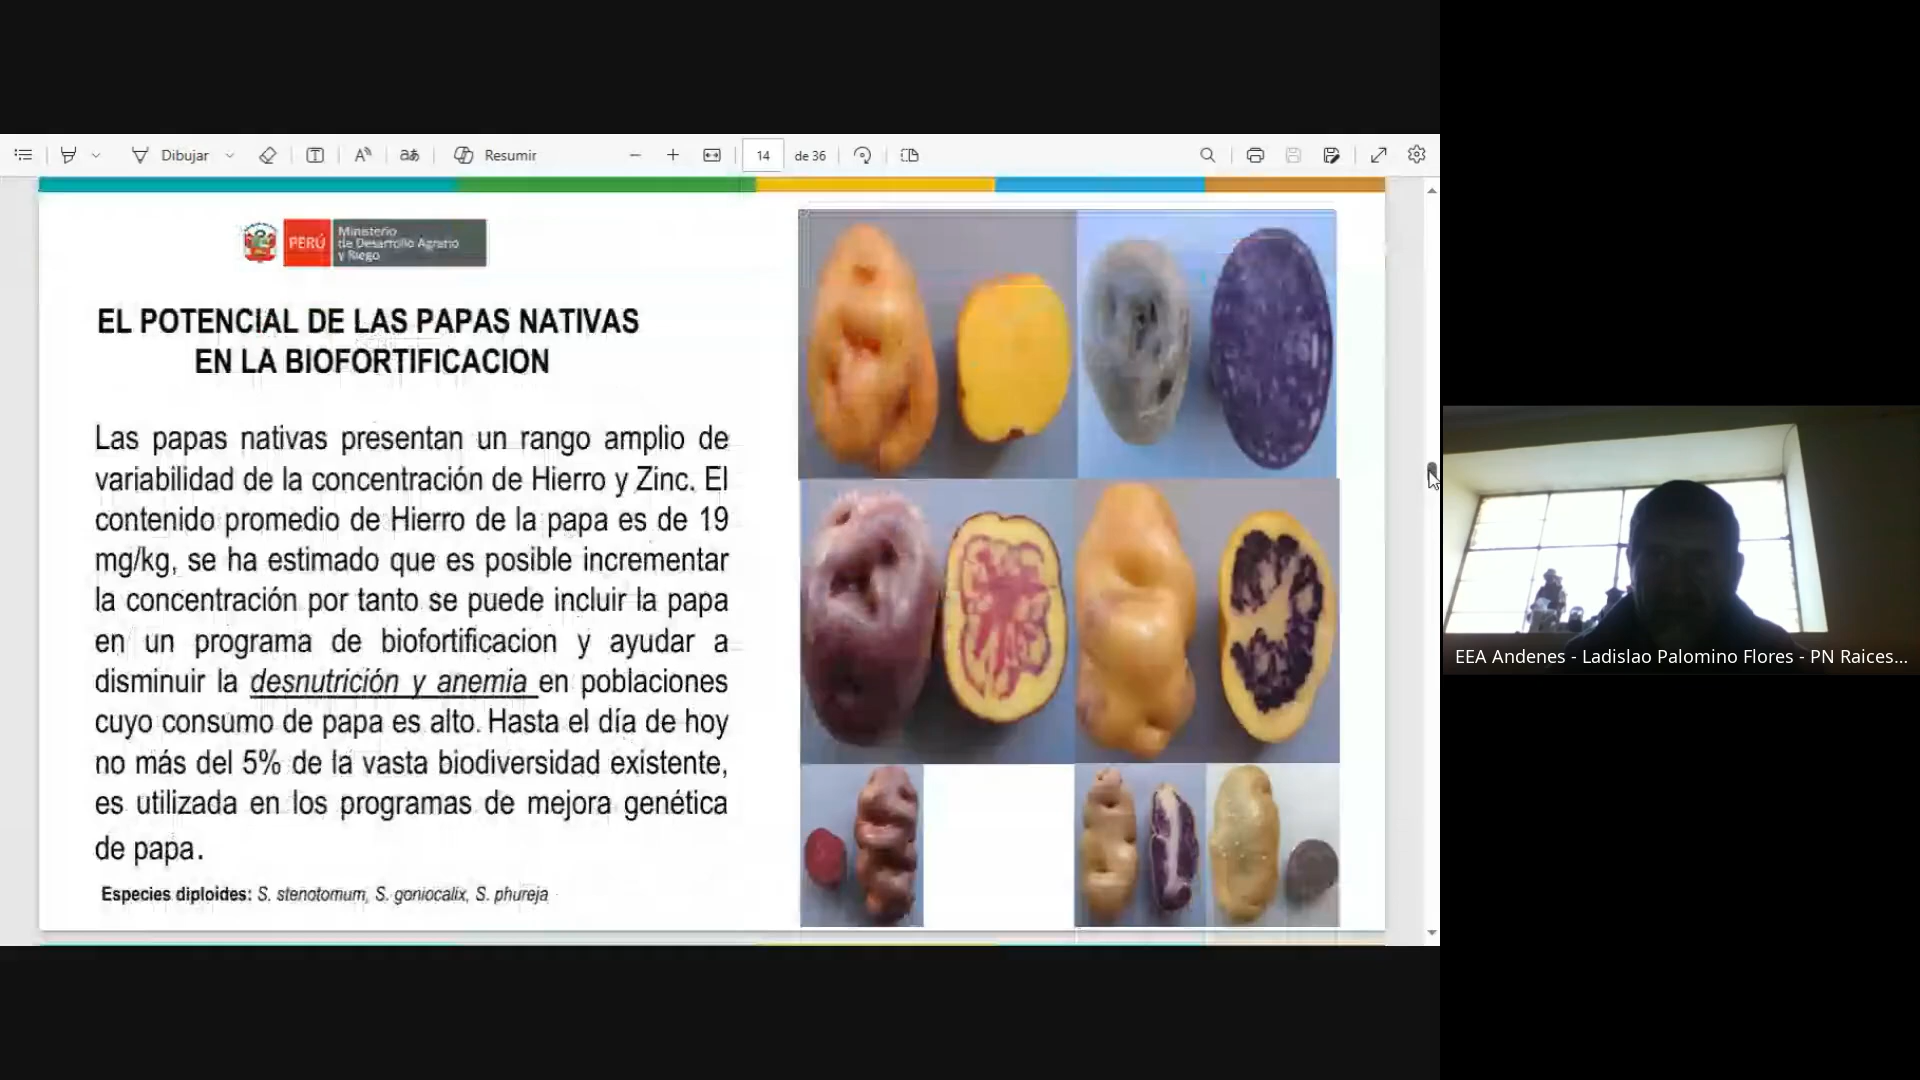 Dibujar
Resumir
14 de 36
PERÚ
Ministerio
de Desarrollo Agrario
y Riego
EL POTENCIAL DE LAS PAPAS NATIVAS
EN LA BIOFORTIFICACION
Las papas nativas presentan un rango amplio de
variabilidad de la concentración de Hierro y Zinc. El
contenido promedio de Hierro de la papa es de 19
mg/kg, se ha estimado que es posible incrementar
la concentración por tanto se puede incluir la papa
en un programa de biofortificacion y ayudar a
disminuir la desnutrición y anemia en poblaciones
cuyo consumo de papa es alto. Hasta el día de hoy
no más del 5% de la vasta biodiversidad existente,
es utilizada en los programas de mejora genética
de papa.
Especies diploides: S. stenotomum, S. goniocalix, S. phureja
EEA Andenes - Ladislao Palomino Flores - PN Raices...